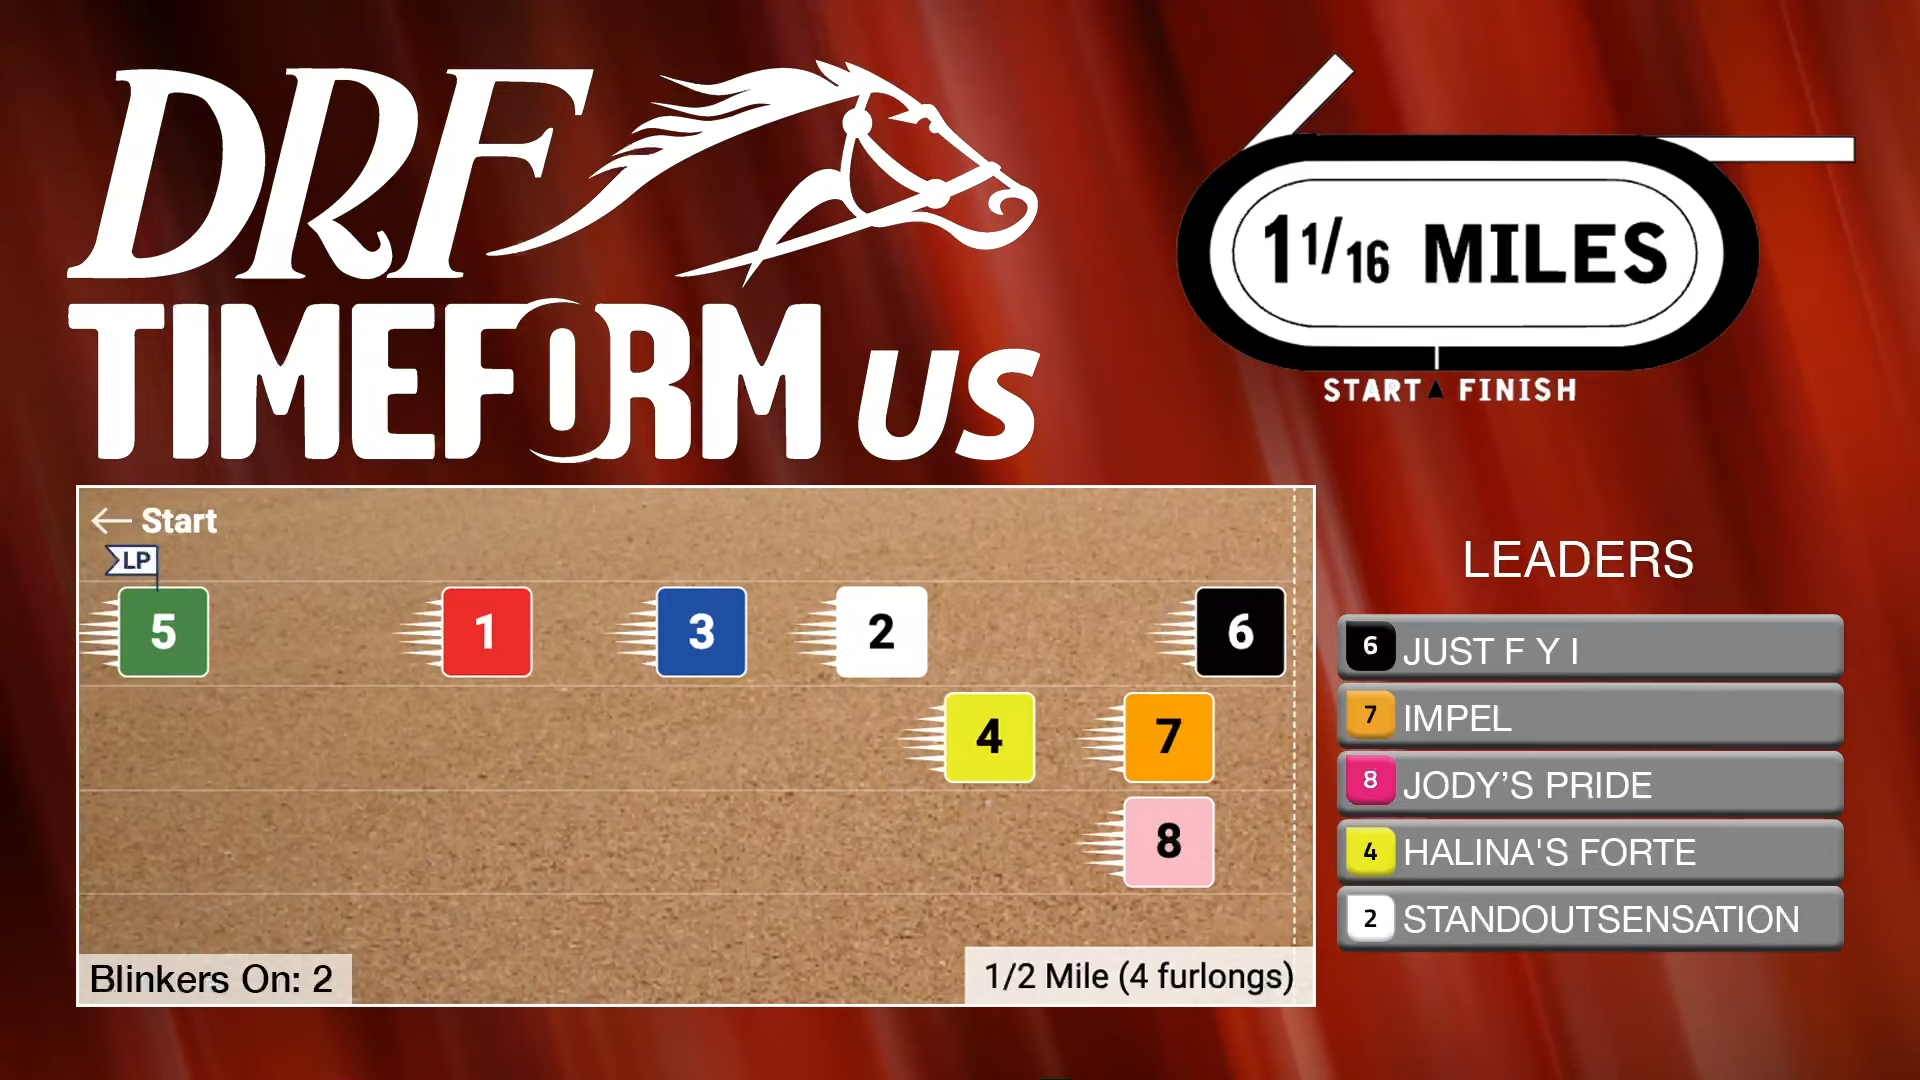 DRF
TIMEFORM US
1 1/16 MILES
START FINISH
← Start
LP
5 1 3 2 6
4 7
8
Blinkers On: 2
1/2 Mile (4 furlongs)
LEADERS
6 JUST F Y I
7 IMPEL
8 JODY’S PRIDE
4 HALINA'S FORTE
2 STANDOUTSENSATION